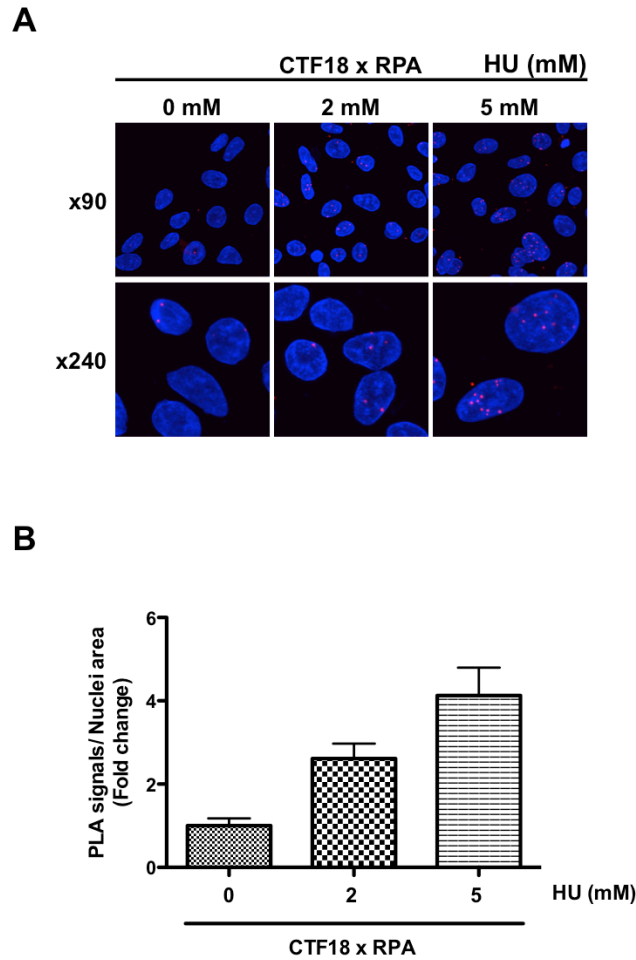 A
CTF18 x RPA HU (mM)
0 mM 2 mM 5 mM
x90
x240
B
6
4
2
0
PLA signals/ Nuclei area
(Fold change)
0 2 5 HU (mM)
CTF18 x RPA